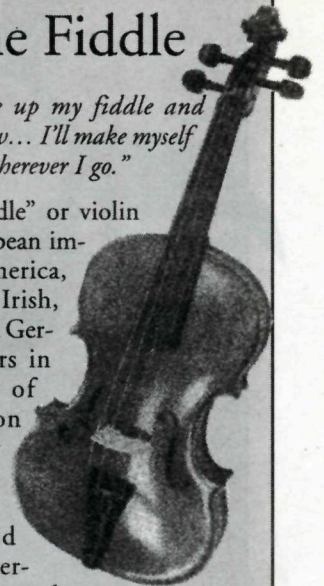 e Fiddle
up my fiddle and
... I'll make myself
herever I go."
dle" or violin
pean im-
merica,
Irish,
Ger-
rs in
of
on
d
er-